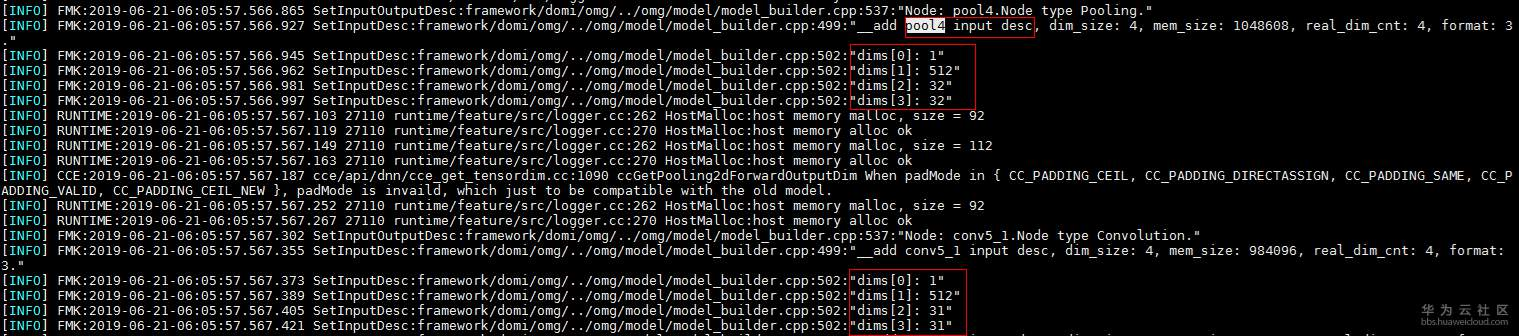 [INFO] FMK:2019-06-21-06:05:57.566.865 SetInputOutputDesc:framework/domi/omg/../omg/model/model_builder.cpp:537:"Node: pool4.Node type Pooling."
[INFO] FMK:2019-06-21-06:05:57.566.927 SetInputDesc:framework/domi/omg/../omg/model/model_builder.cpp:499:"__add pool4 input desc, dim_size: 4, mem_size: 1048608, real_dim_cnt: 4, format: 3
."
[INFO] FMK:2019-06-21-06:05:57.566.945 SetInputDesc:framework/domi/omg/../omg/model/model_builder.cpp:502:"dims[0]: 1"
[INFO] FMK:2019-06-21-06:05:57.566.962 SetInputDesc:framework/domi/omg/../omg/model/model_builder.cpp:502:"dims[1]: 512"
[INFO] FMK:2019-06-21-06:05:57.566.981 SetInputDesc:framework/domi/omg/../omg/model/model_builder.cpp:502:"dims[2]: 32"
[INFO] FMK:2019-06-21-06:05:57.566.997 SetInputDesc:framework/domi/omg/../omg/model/model_builder.cpp:502:"dims[3]: 32"
[INFO] RUNTIME:2019-06-21-06:05:57.567.103 27110 runtime/feature/src/logger.cc:262 HostMalloc:host memory malloc, size = 92
[INFO] RUNTIME:2019-06-21-06:05:57.567.119 27110 runtime/feature/src/logger.cc:270 HostMalloc:host memory alloc ok
[INFO] RUNTIME:2019-06-21-06:05:57.567.149 27110 runtime/feature/src/logger.cc:262 HostMalloc:host memory malloc, size = 112
[INFO] RUNTIME:2019-06-21-06:05:57.567.163 27110 runtime/feature/src/logger.cc:270 HostMalloc:host memory alloc ok
[INFO] CCE:2019-06-21-06:05:57.567.187 cce/api/dnn/cce_get_tensordim.cc:1090 ccGetPooling2dForwardOutputDim When padMode in { CC_PADDING_CEIL, CC_PADDING_DIRECTASSIGN, CC_PADDING_SAME, CC_P
ADDING_VALID, CC_PADDING_CEIL_NEW }, padMode is invaild, which just to be compatible with the old model.
[INFO] RUNTIME:2019-06-21-06:05:57.567.252 27110 runtime/feature/src/logger.cc:262 HostMalloc:host memory malloc, size = 92
[INFO] RUNTIME:2019-06-21-06:05:57.567.267 27110 runtime/feature/src/logger.cc:270 HostMalloc:host memory alloc ok
[INFO] FMK:2019-06-21-06:05:57.567.302 SetInputOutputDesc:framework/domi/omg/../omg/model/model_builder.cpp:537:"Node: conv5_1.Node type Convolution."
[INFO] FMK:2019-06-21-06:05:57.567.355 SetInputDesc:framework/domi/omg/../omg/model/model_builder.cpp:499:"__add conv5_1 input desc, dim_size: 4, mem_size: 984096, real_dim_cnt: 4, format:
3."
[INFO] FMK:2019-06-21-06:05:57.567.373 SetInputDesc:framework/domi/omg/../omg/model/model_builder.cpp:502:"dims[0]: 1"
[INFO] FMK:2019-06-21-06:05:57.567.389 SetInputDesc:framework/domi/omg/../omg/model/model_builder.cpp:502:"dims[1]: 512"
[INFO] FMK:2019-06-21-06:05:57.567.405 SetInputDesc:framework/domi/omg/../omg/model/model_builder.cpp:502:"dims[2]: 31"
[INFO] FMK:2019-06-21-06:05:57.567.421 SetInputDesc:framework/domi/omg/../omg/model/model_builder.cpp:502:"dims[3]: 31"
华为云社区
bbs.huaweicloud.com